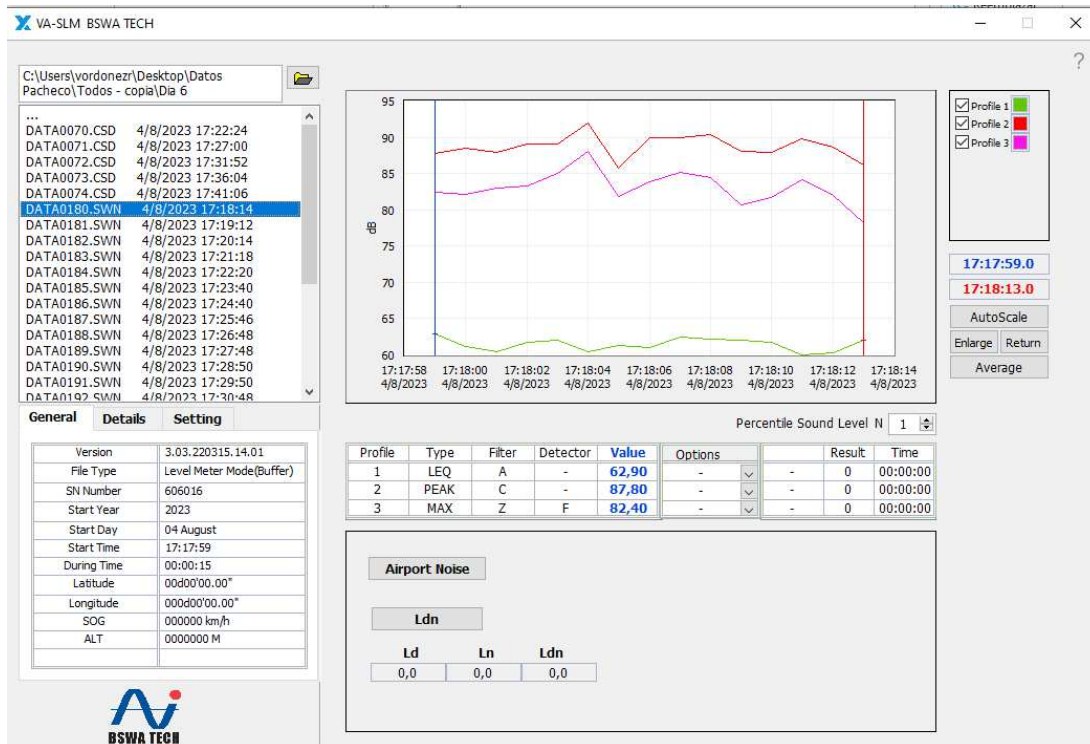 VA-SLM BSWA TECH
?
C:\Users\vordonezr\Desktop\Datos
Pacheco\Todos - copia\Dia 6
...
DATA0070.CSD 4/8/2023 17:22:24
DATA0071.CSD 4/8/2023 17:27:00
DATA0072.CSD 4/8/2023 17:31:52
DATA0073.CSD 4/8/2023 17:36:04
DATA0074.CSD 4/8/2023 17:41:06
DATA0180.SWN 4/8/2023 17:18:14
DATA0181.SWN 4/8/2023 17:19:12
DATA0182.SWN 4/8/2023 17:20:14
DATA0183.SWN 4/8/2023 17:21:18
DATA0184.SWN 4/8/2023 17:22:20
DATA0185.SWN 4/8/2023 17:23:40
DATA0186.SWN 4/8/2023 17:24:40
DATA0187.SWN 4/8/2023 17:25:46
DATA0188.SWN 4/8/2023 17:26:48
DATA0189.SWN 4/8/2023 17:27:48
DATA0190.SWN 4/8/2023 17:28:50
DATA0191.SWN 4/8/2023 17:29:50
DATA0192.SWN 4/8/2023 17:30:48
General Details Setting
Version 3.03.220315.14.01
File Type Level Meter Mode(Buffer)
SN Number 606016
Start Year 2023
Start Day 04 August
Start Time 17:17:59
During Time 00:00:15
Latitude 00d00'00.00"
Longitude 000d00'00.00"
SOG 000000 km/h
ALT 0000000 M
BSWA TECH
95
90
85
80
75
70
65
60
dB
17:17:58 17:18:00 17:18:02 17:18:04 17:18:06 17:18:08 17:18:10 17:18:12 17:18:14
4/8/2023 4/8/2023 4/8/2023 4/8/2023 4/8/2023 4/8/2023 4/8/2023 4/8/2023 4/8/2023
Profile 1
Profile 2
Profile 3
17:17:59.0
17:18:13.0
AutoScale
Enlarge Return
Average
Percentile Sound Level N 1
Profile Type Filter Detector Value Options Result Time
1 LEQ A - 62,90 - - 0 00:00:00
2 PEAK C - 87,80 - - 0 00:00:00
3 MAX Z F 82,40 - - 0 00:00:00
Airport Noise
Ldn
Ld Ln Ldn
0,0 0,0 0,0